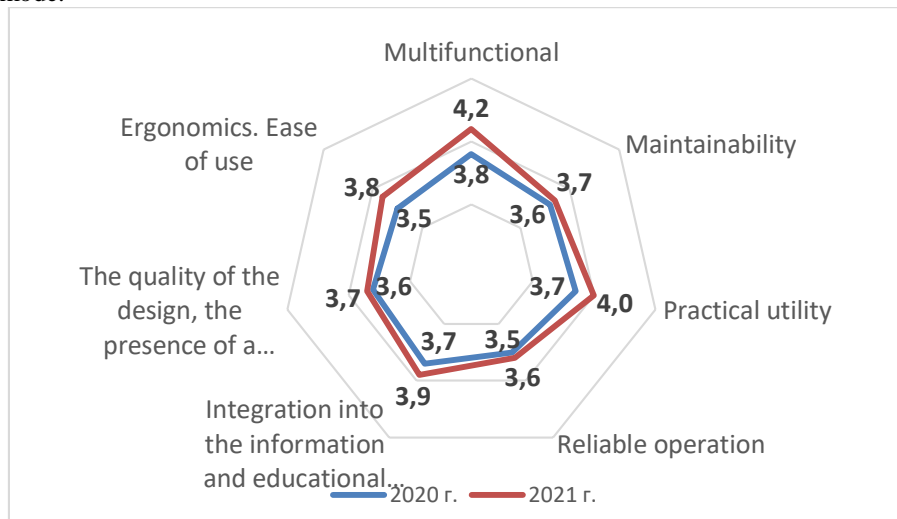 Multifunctional
4,2
Ergonomics. Ease
of use
Maintainability
3,8
3,8
3,7
3,5
3,6
The quality of the
design, the
presence of a...
3,7
3,6
3,7
4,0
Practical utility
3,7
3,5
3,9
3,6
Integration into
the information
and educational...
Reliable operation
2020 г.
2021 г.